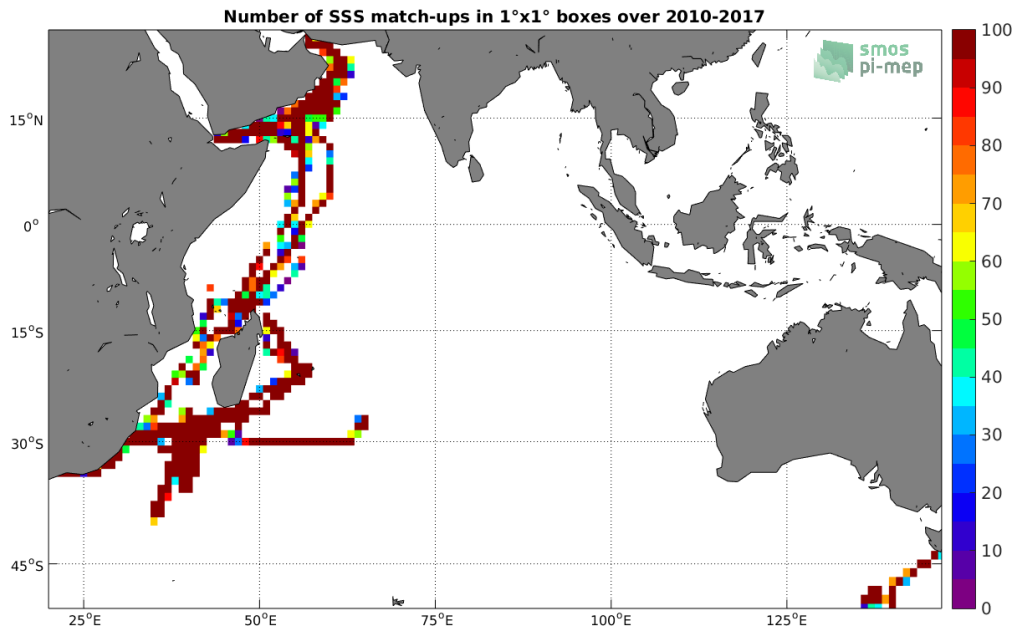 Number of SSS match-ups in 1°x1° boxes over 2010-2017
smos
pi-mep
15°N
0°
15°S
30°S
45°S
25°E
50°E
75°E
100°E
125°E
100
90
80
70
60
50
40
30
20
10
0